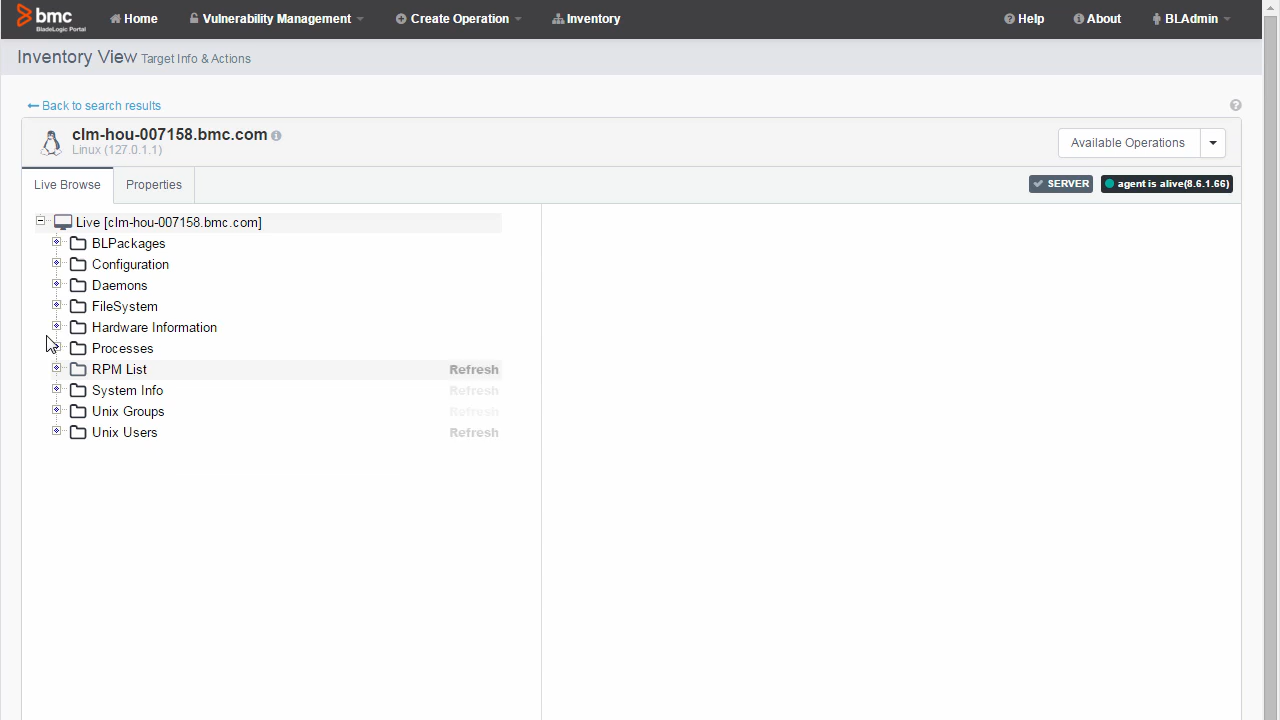 bmc
BladeLogic Portal
Home
Vulnerability Management
Create Operation
Inventory
Help
About
BLAdmin
Inventory View Target Info & Actions
Back to search results
clm-hou-007158.bmc.com
Linux (127.0.1.1)
Available Operations
Live Browse
Properties
SERVER
agent is alive(8.6.1.66)
Live [clm-hou-007158.bmc.com]
BLPackages
Configuration
Daemons
FileSystem
Hardware Information
Processes
RPM List Refresh
System Info Refresh
Unix Groups Refresh
Unix Users Refresh